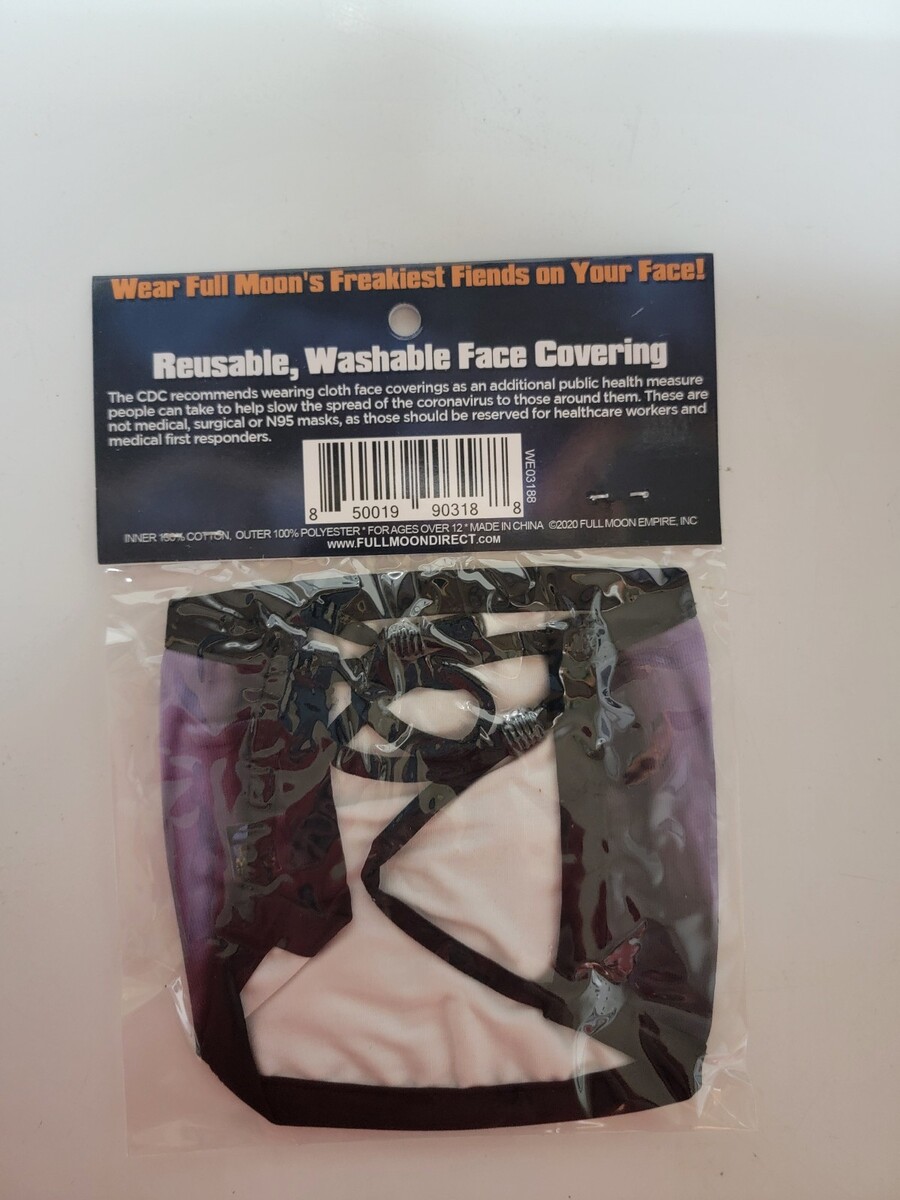 Wear Full Moon's Freakiest Fiends on Your Face!
Reusable, Washable Face Covering
The CDC recommends wearing cloth face coverings as an additional public health measure
people can take to help slow the spread of the coronavirus to those around them. These are
not medical, surgical or N95 masks, as those should be reserved for healthcare workers and
medical first responders.
WE03188
8 50019 90318 8
INNER 100% COTTON, OUTER 100% POLYESTER * FOR AGES OVER 12 * MADE IN CHINA ©2020 FULL MOON EMPIRE, INC
www.FULLMOONDIRECT.COM